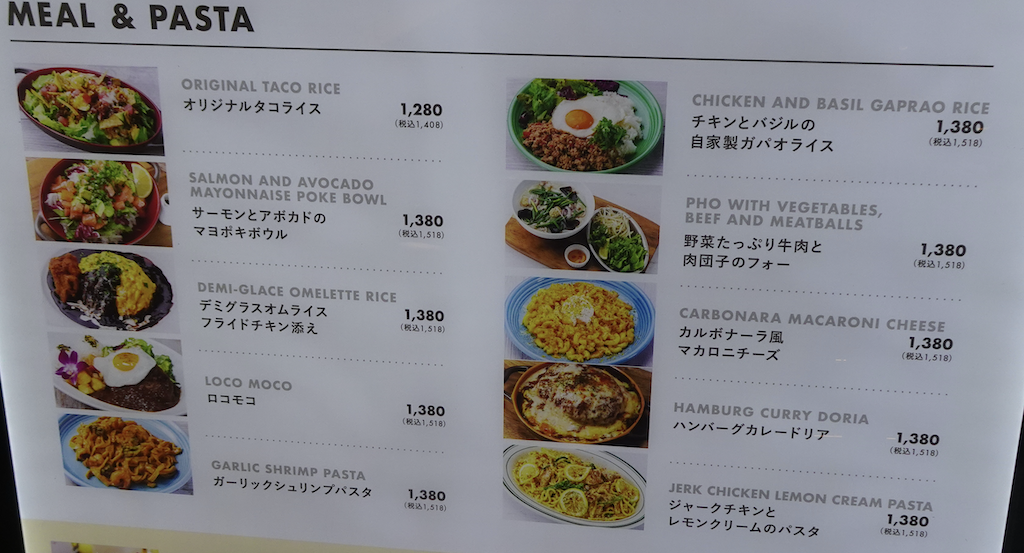 MEAL & PASTA
ORIGINAL TACO RICE
オリジナルタコライス
1,280
(税込1,408)
SALMON AND AVOCADO
MAYONNAISE POKE BOWL
サーモンとアボカドの
マヨポキボウル
1,380
(税込1,518)
DEMI-GLACE OMELETTE RICE
デミグラスオムライス
フライドチキン添え
1,380
(税込1,518)
LOCO MOCO
ロコモコ
1,380
(税込1,518)
GARLIC SHRIMP PASTA
ガーリックシュリンプパスタ
1,380
(税込1,518)
CHICKEN AND BASIL GAPRAO RICE
チキンとバジルの
自家製ガパオライス
1,380
(税込1,518)
PHO WITH VEGETABLES,
BEEF AND MEATBALLS
野菜たっぷり牛肉と
肉団子のフォー
1,380
(税込1,518)
CARBONARA MACARONI CHEESE
カルボナーラ風
マカロニチーズ
1,380
(税込1,518)
HAMBURG CURRY DORIA
ハンバーグカレードリア
1,380
(税込1,518)
JERK CHICKEN LEMON CREAM PASTA
ジャークチキンと
レモンクリームのパスタ
1,380
(税込1,518)